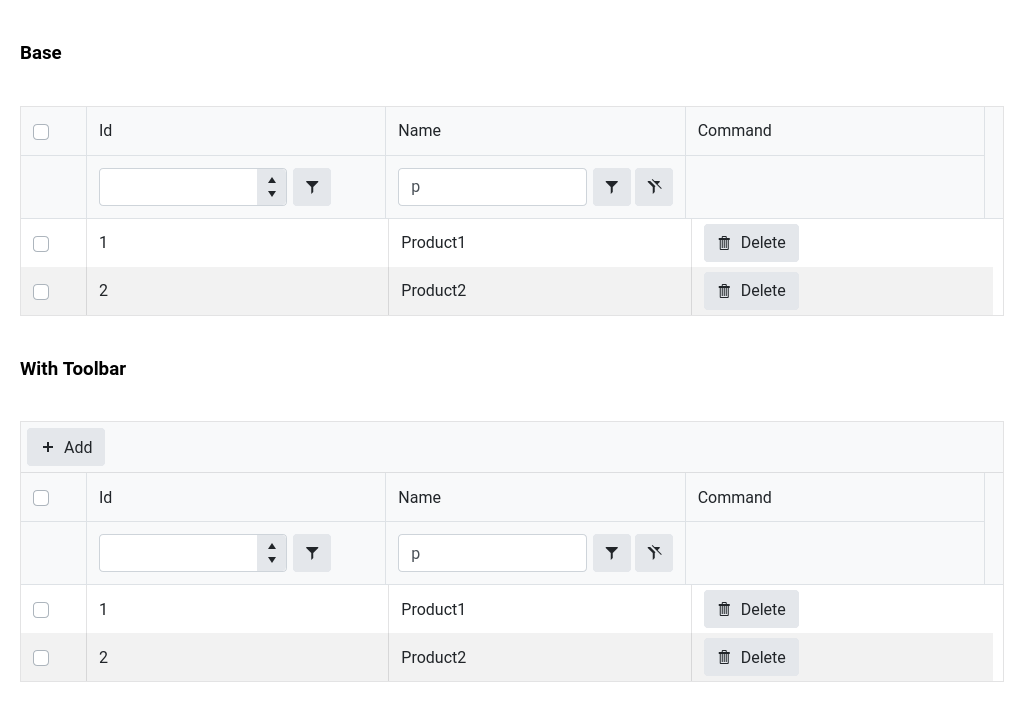 Base
Id Name Command
p
1 Product1 Delete
2 Product2 Delete
With Toolbar
Add
Id Name Command
p
1 Product1 Delete
2 Product2 Delete